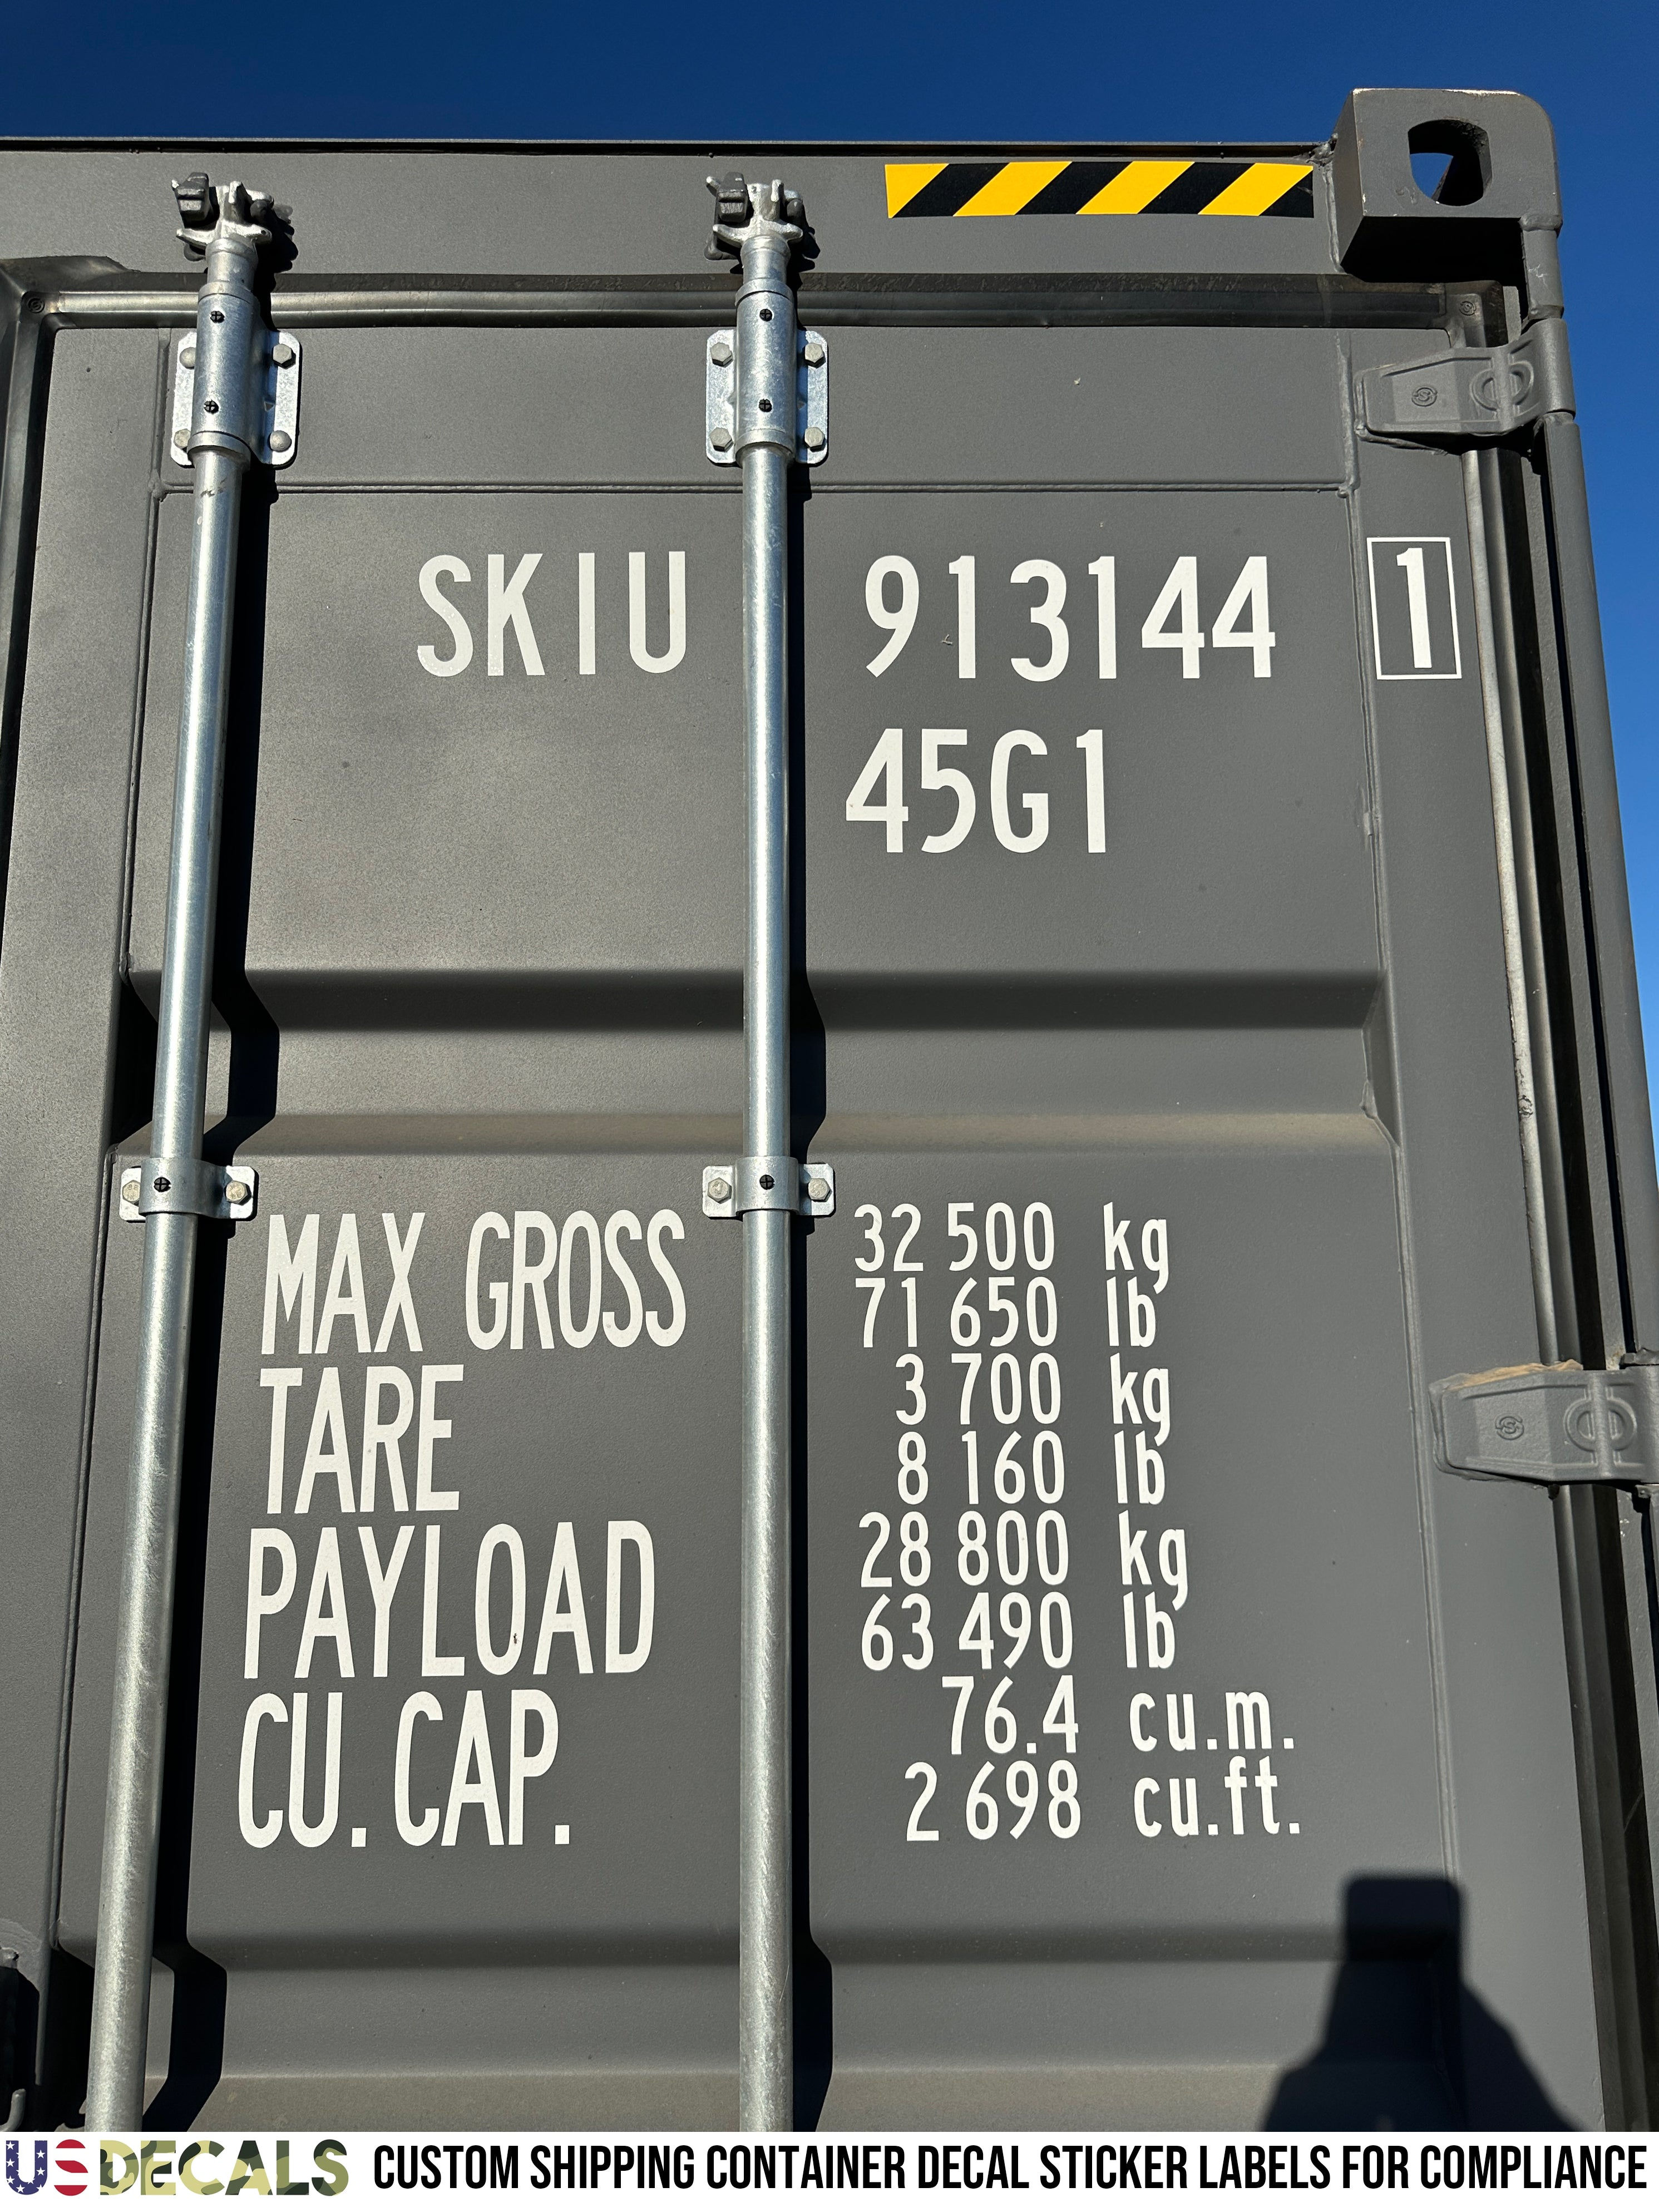 SKIU 913144 1
45G1
MAX GROSS 32 500 kg
71 650 lb
TARE 3 700 kg
8 160 lb
PAYLOAD 28 800 kg
63 490 lb
CU. CAP. 76.4 cu.m.
2 698 cu.ft.
USDECALS CUSTOM SHIPPING CONTAINER DECAL STICKER LABELS FOR COMPLIANCE